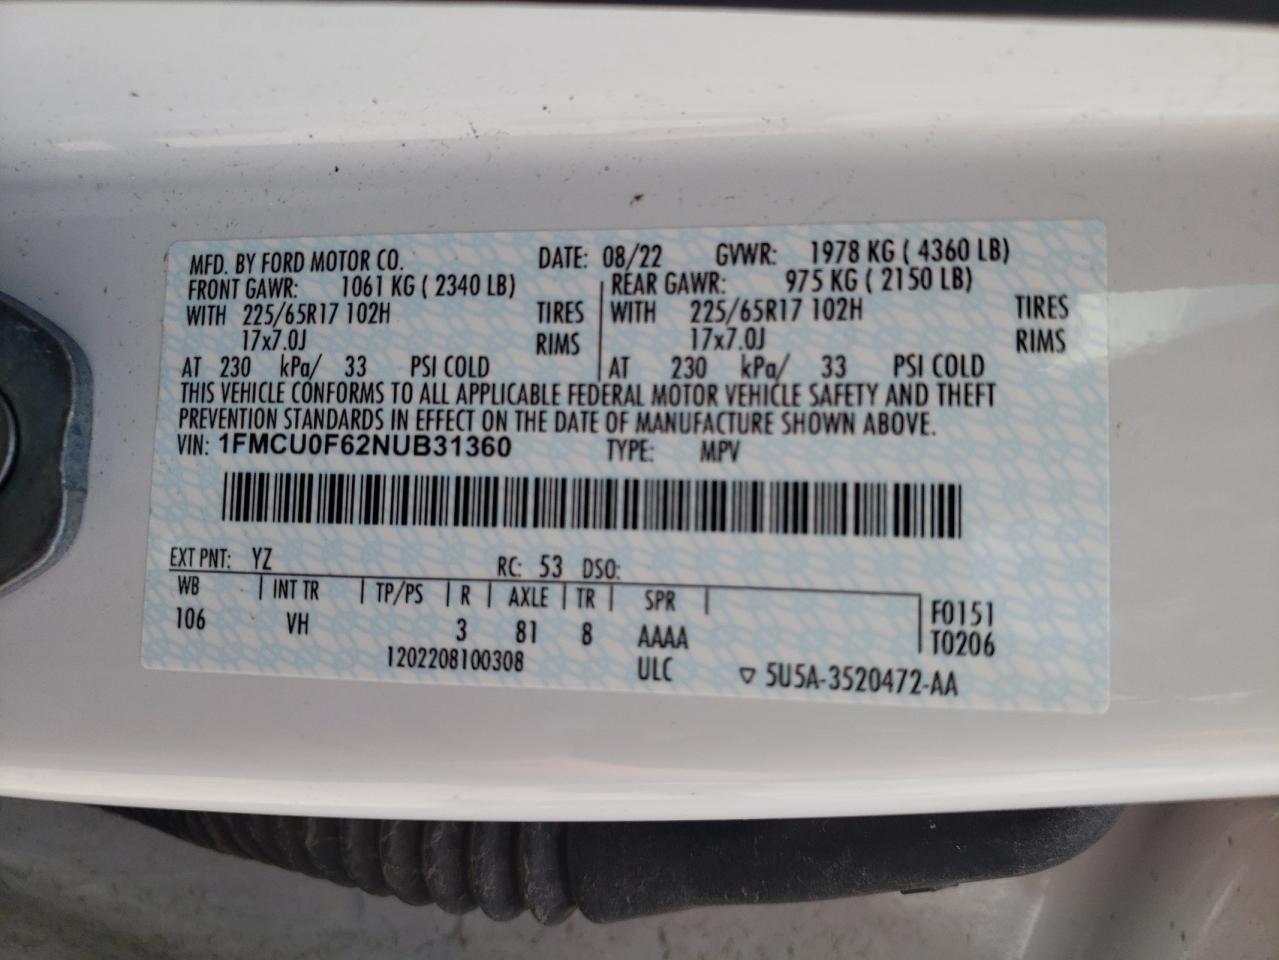 MFD. BY FORD MOTOR CO. DATE: 08/22 GVWR: 1978 KG ( 4360 LB)
FRONT GAWR: 1061 KG ( 2340 LB) REAR GAWR: 975 KG ( 2150 LB)
WITH 225/65R17 102H TIRES WITH 225/65R17 102H TIRES
17x7.0J RIMS 17x7.0J RIMS
AT 230 kPa/ 33 PSI COLD AT 230 kPa/ 33 PSI COLD
THIS VEHICLE CONFORMS TO ALL APPLICABLE FEDERAL MOTOR VEHICLE SAFETY AND THEFT
PREVENTION STANDARDS IN EFFECT ON THE DATE OF MANUFACTURE SHOWN ABOVE.
VIN: 1FMCU0F62NUB31360 TYPE: MPV
EXT PNT: YZ RC: 53 DSO:
WB INT TR TP/PS R AXLE TR SPR F0151
106 VH 3 81 8 AAAA T0206
1202208100308 ULC ▽ 5U5A-3520472-AA